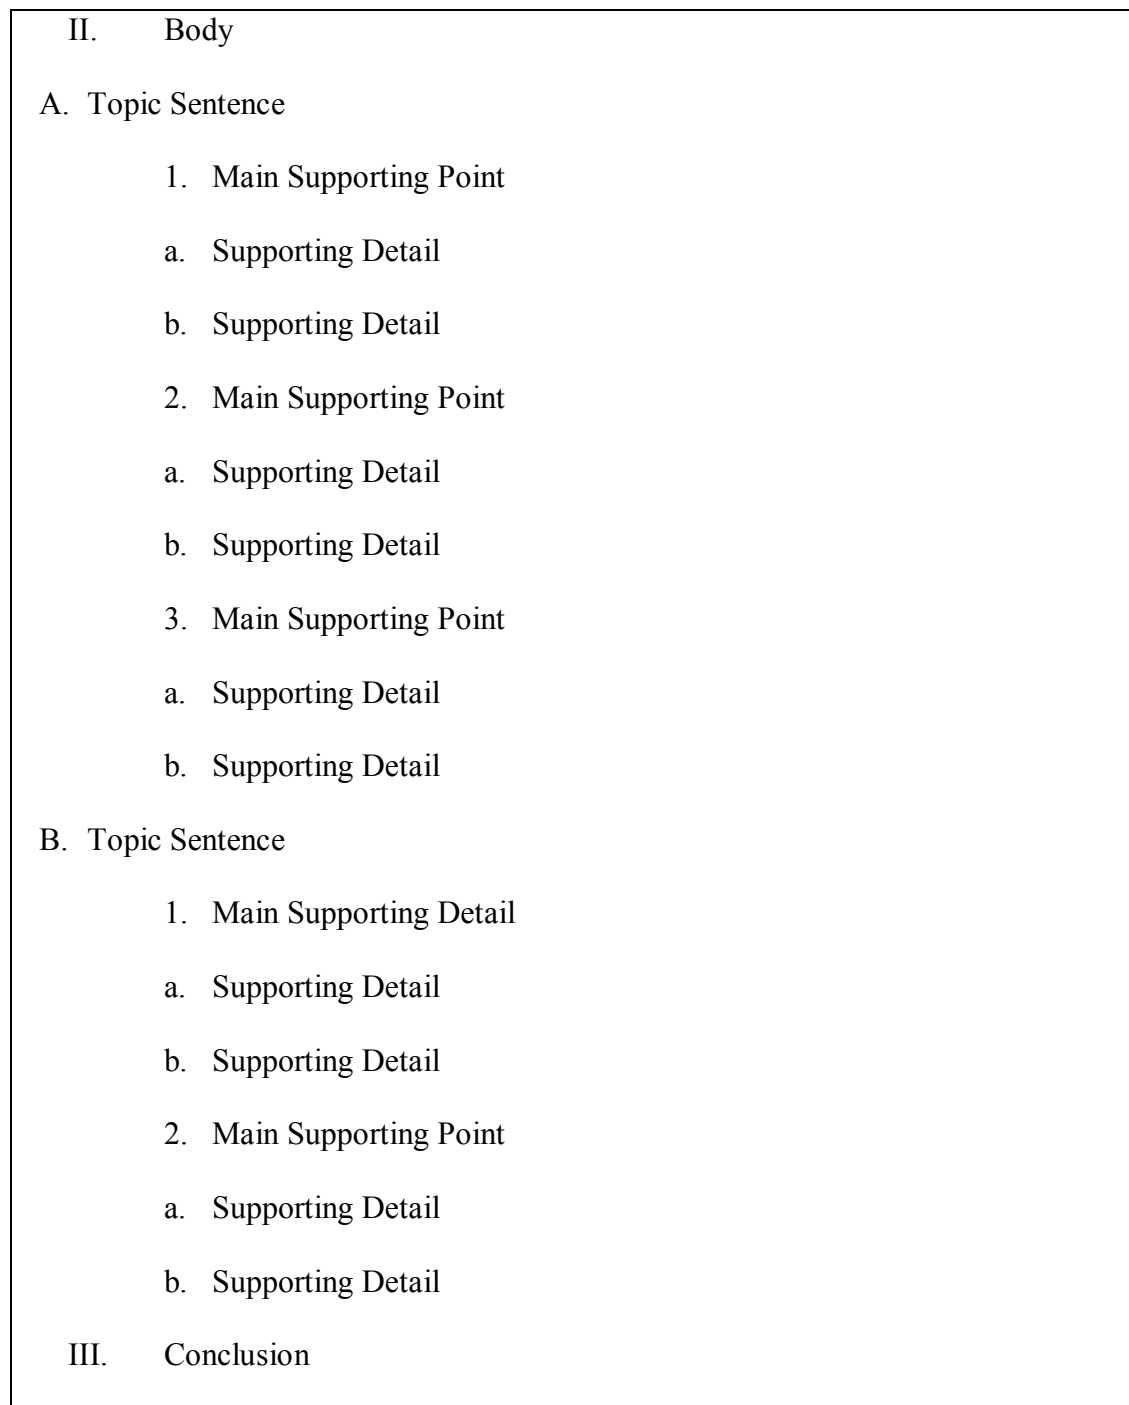 II. Body
A. Topic Sentence
1. Main Supporting Point
a. Supporting Detail
b. Supporting Detail
2. Main Supporting Point
a. Supporting Detail
b. Supporting Detail
3. Main Supporting Point
a. Supporting Detail
b. Supporting Detail
B. Topic Sentence
1. Main Supporting Detail
a. Supporting Detail
b. Supporting Detail
2. Main Supporting Point
a. Supporting Detail
b. Supporting Detail
III. Conclusion